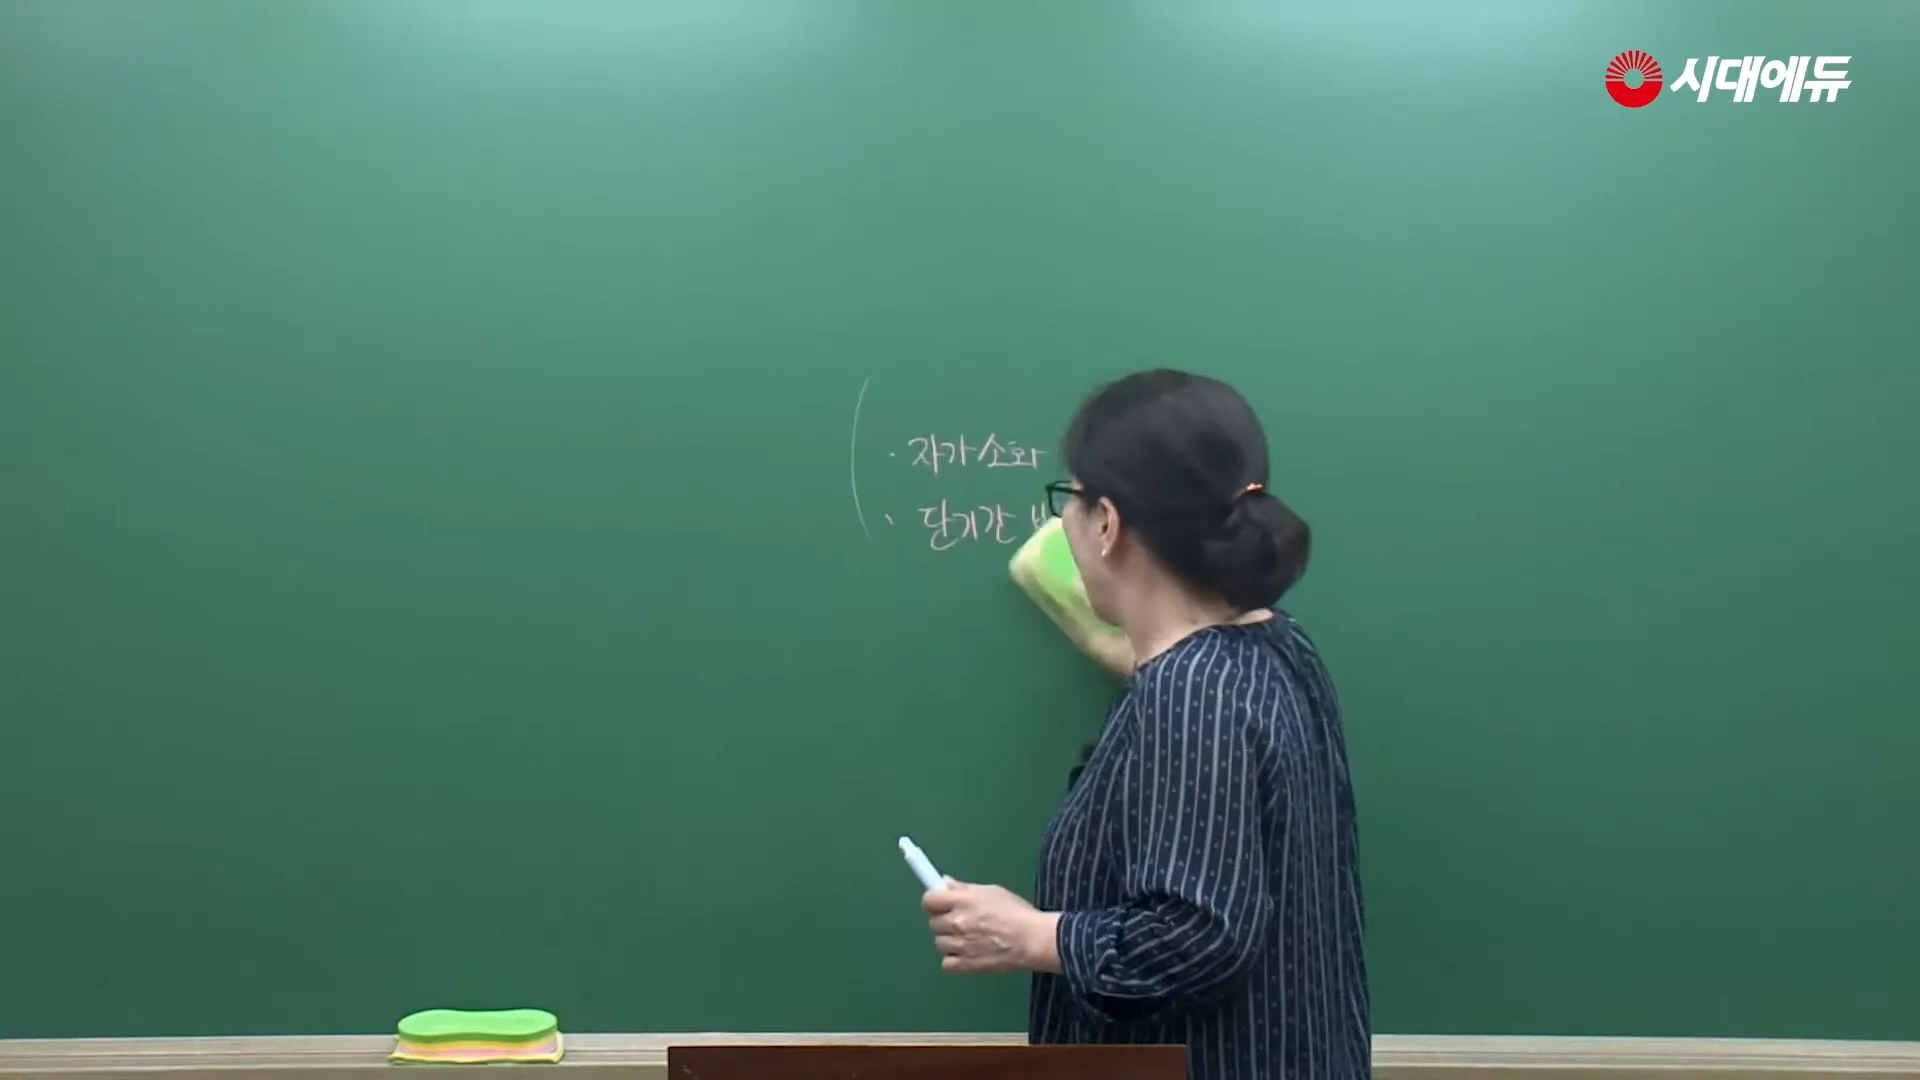 시대에듀
· 자가소화
· 단기간